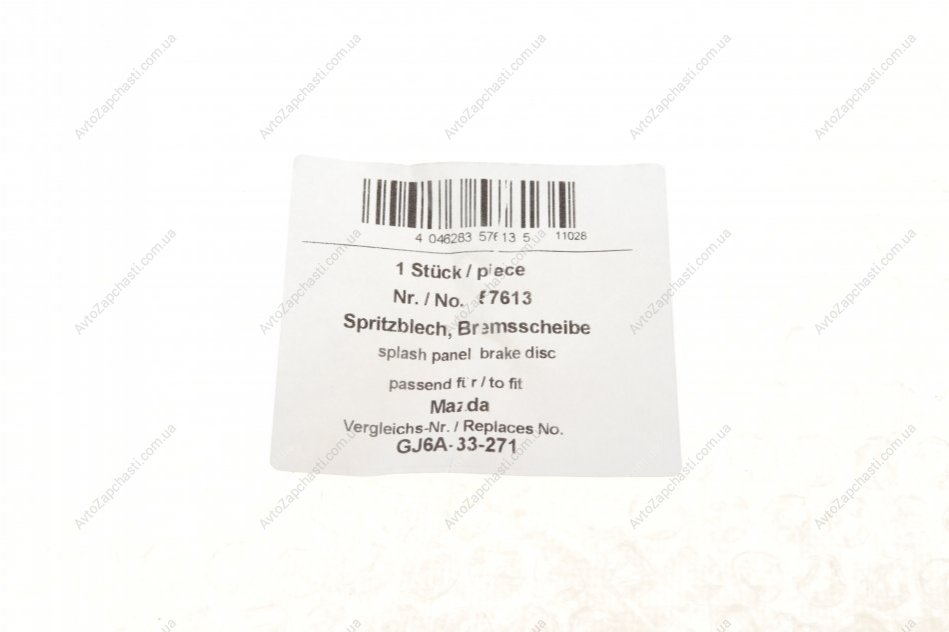 4 046283 576135 11028
1 Stück / piece
Nr. / No. 57613
Spritzblech, Bremsscheibe
splash panel brake disc
passend für / to fit
Mazda
Vergleichs-Nr. / Replaces No.
GJ6A-33-271
AvtoZapchasti.com.ua